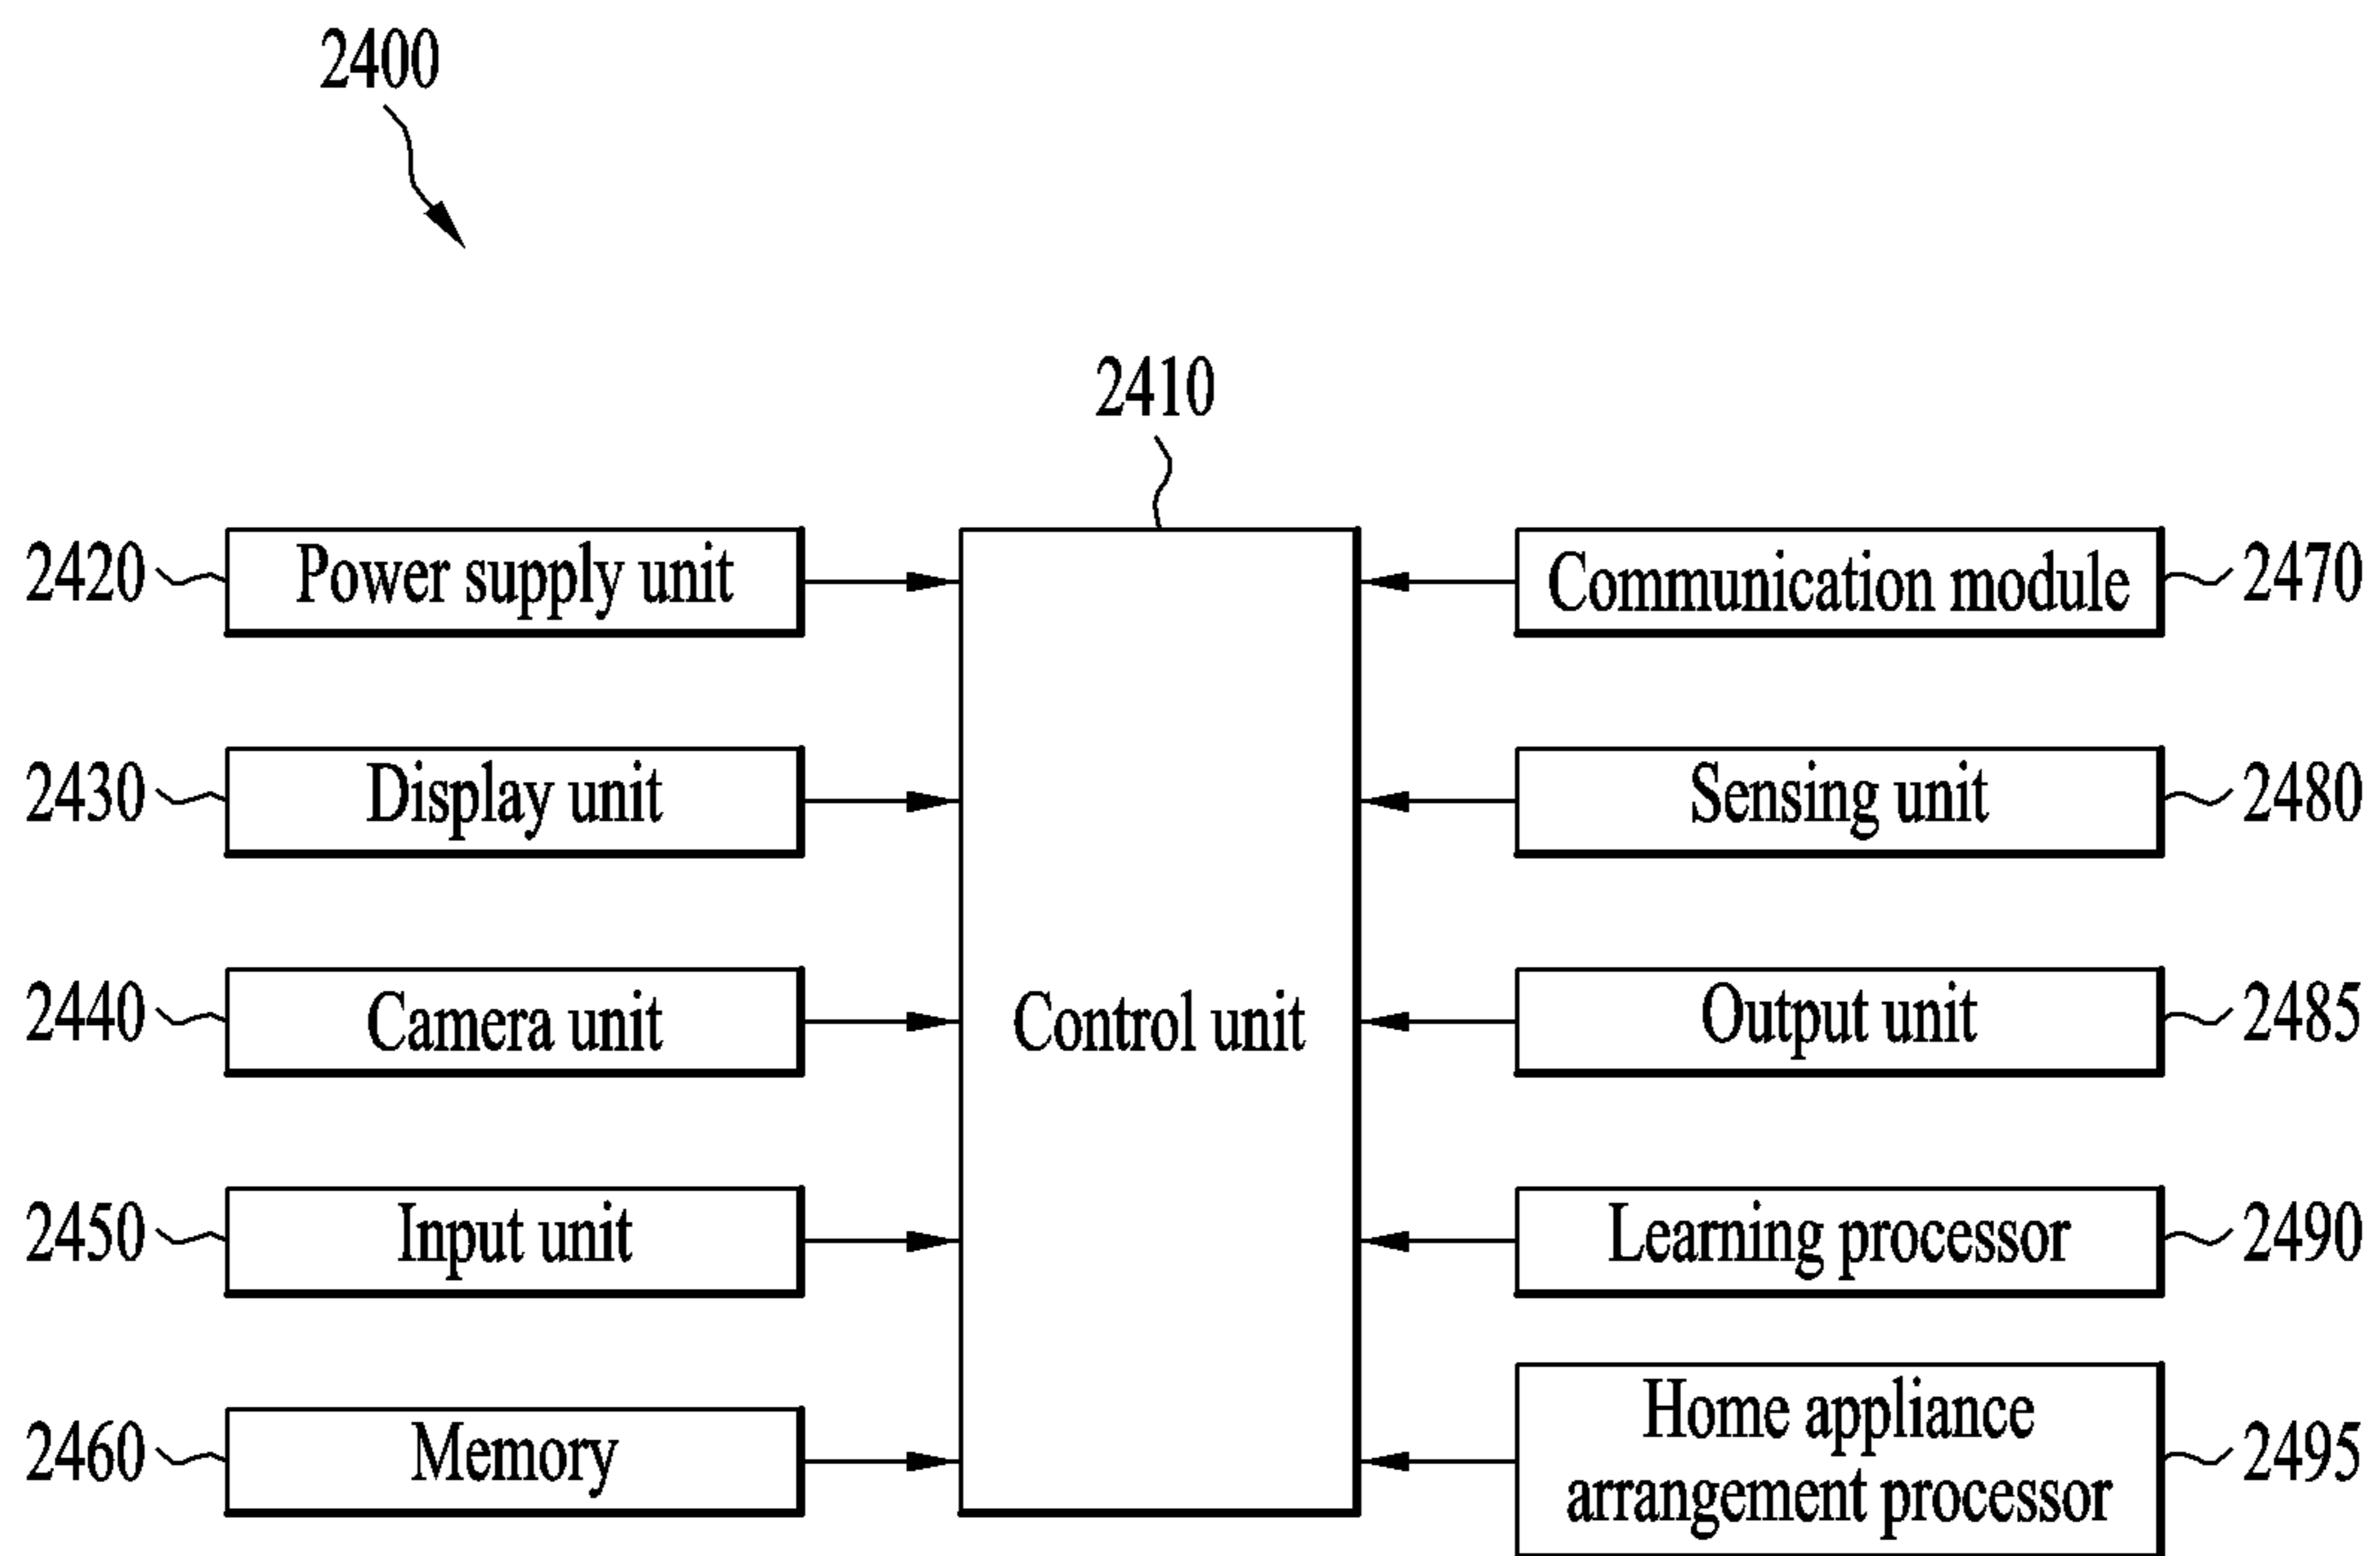 2400
2410
2420 Power supply unit
Communication module 2470
2430 Display unit
Sensing unit 2480
2440 Camera unit
Control unit
Output unit 2485
2450 Input unit
Learning processor 2490
2460 Memory
Home appliance
arrangement processor 2495